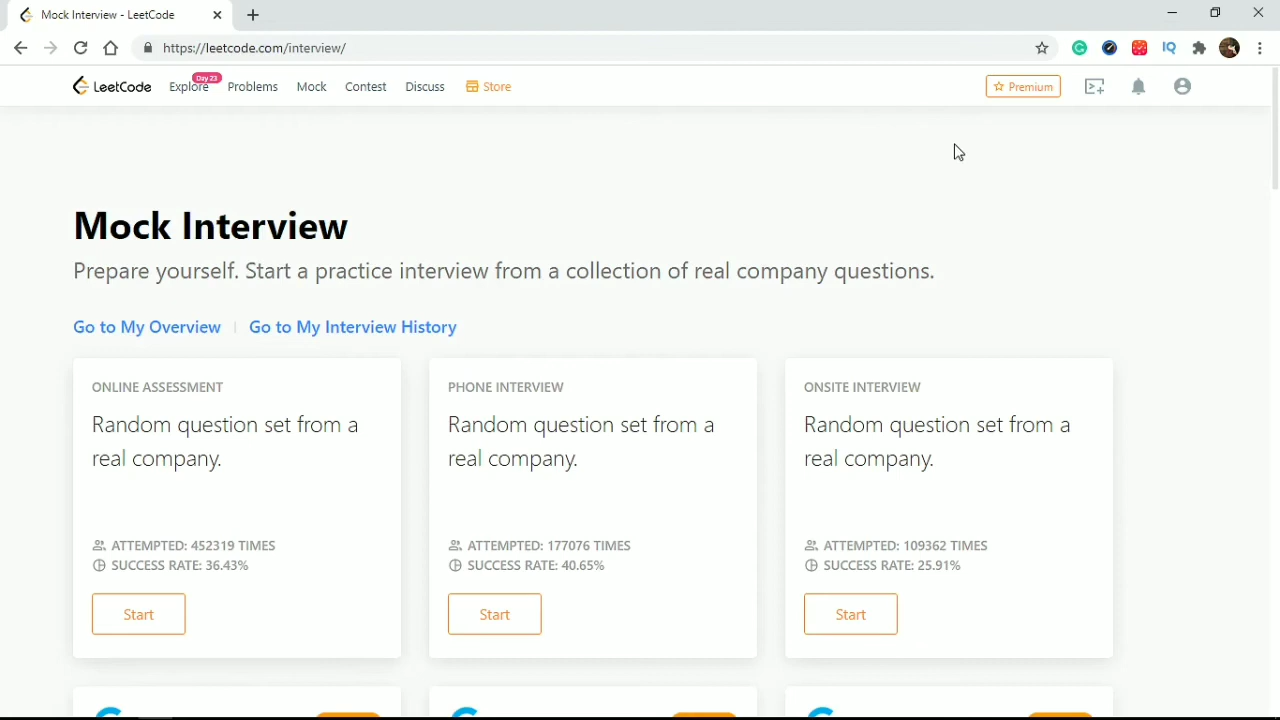 Mock Interview - LeetCode
https://leetcode.com/interview/
IQ
LeetCode
Explore
Day 23
Problems
Mock
Contest
Discuss
Store
Premium
Mock Interview
Prepare yourself. Start a practice interview from a collection of real company questions.
Go to My Overview
Go to My Interview History
ONLINE ASSESSMENT
Random question set from a
real company.
ATTEMPTED: 452319 TIMES
SUCCESS RATE: 36.43%
Start
PHONE INTERVIEW
Random question set from a
real company.
ATTEMPTED: 177076 TIMES
SUCCESS RATE: 40.65%
Start
ONSITE INTERVIEW
Random question set from a
real company.
ATTEMPTED: 109362 TIMES
SUCCESS RATE: 25.91%
Start